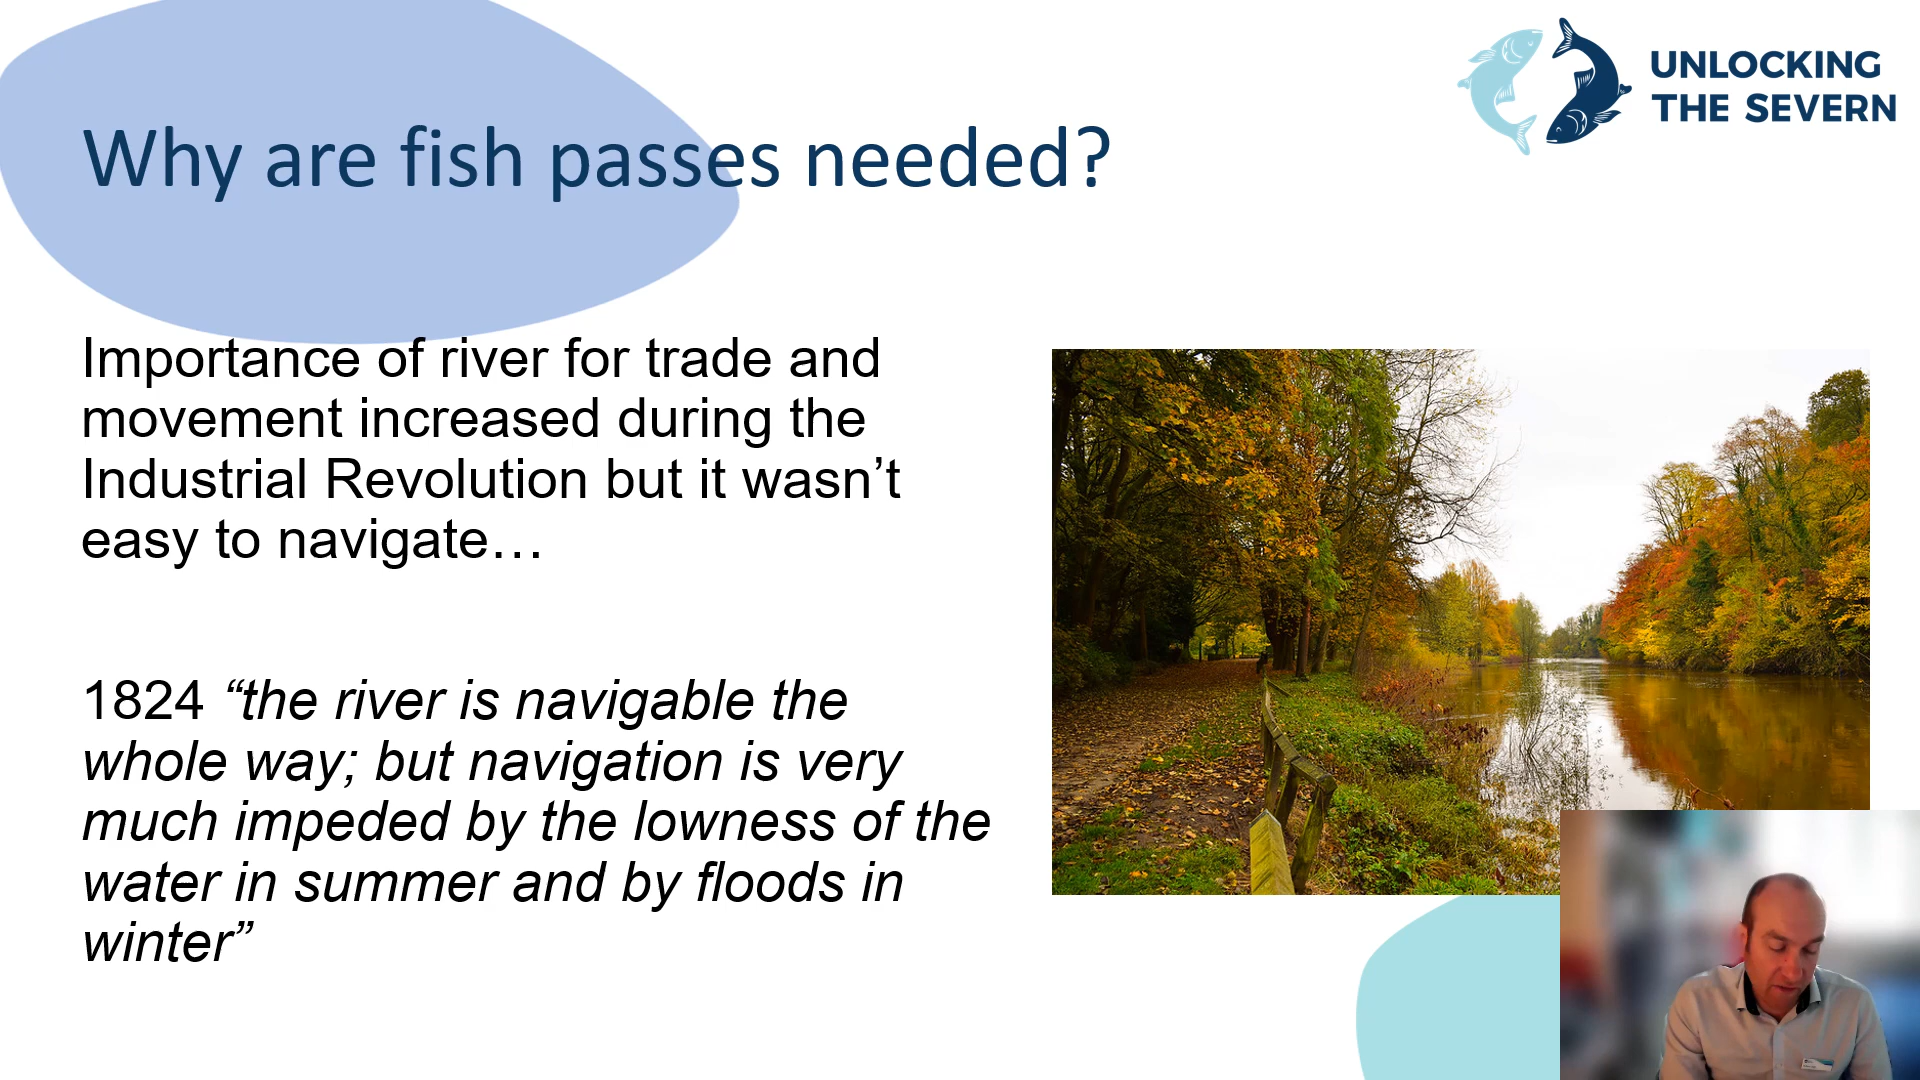 UNLOCKING
THE SEVERN
Why are fish passes needed?
Importance of river for trade and
movement increased during the
Industrial Revolution but it wasn’t
easy to navigate…
1824 “the river is navigable the
whole way; but navigation is very
much impeded by the lowness of the
water in summer and by floods in
winter”